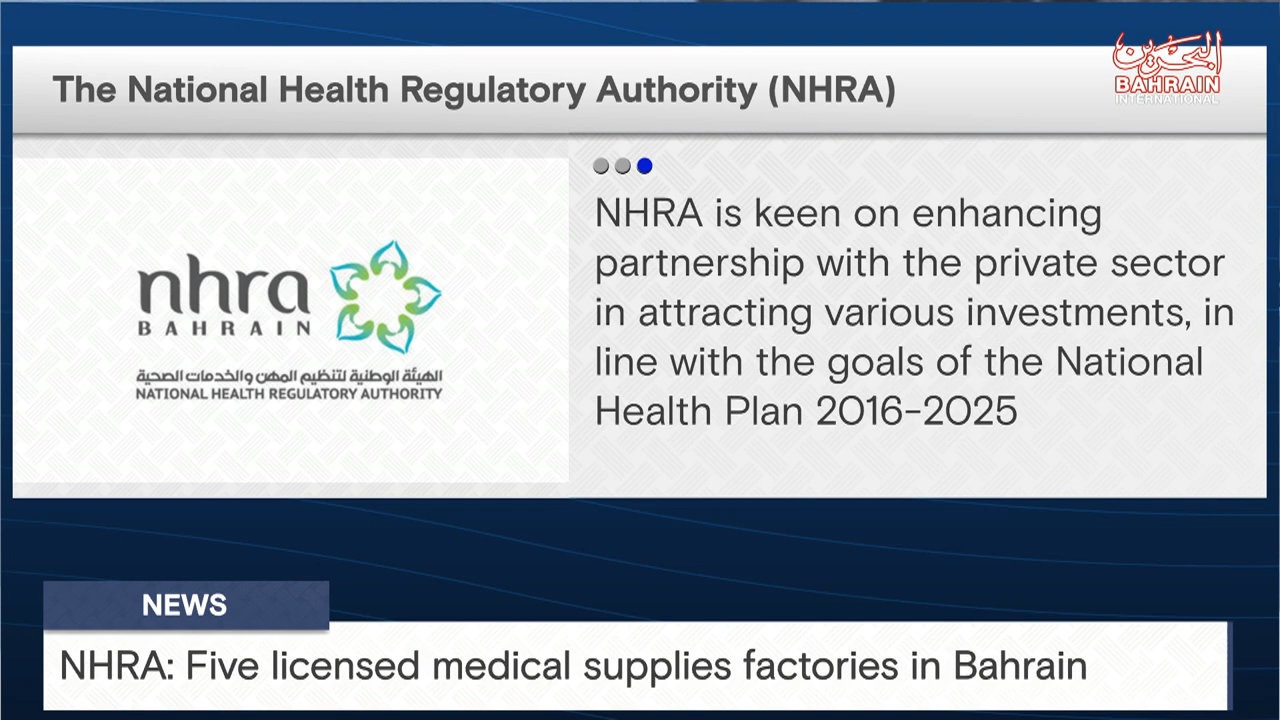 The National Health Regulatory Authority (NHRA)
البحرين
BAHRAIN
INTERNATIONAL
nhra
BAHRAIN
الهيئة الوطنية لتنظيم المهن والخدمات الصحية
NATIONAL HEALTH REGULATORY AUTHORITY
NHRA is keen on enhancing
partnership with the private sector
in attracting various investments, in
line with the goals of the National
Health Plan 2016-2025
NEWS
NHRA: Five licensed medical supplies factories in Bahrain